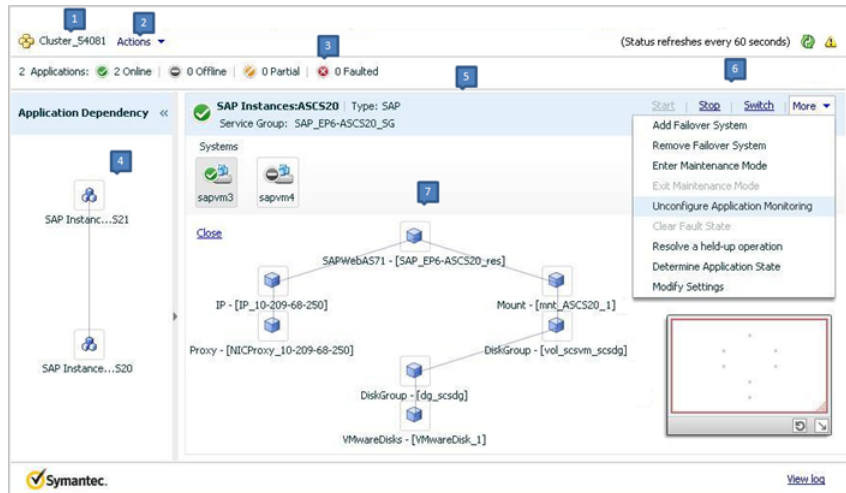 1
2
Cluster_54081 Actions
3
(Status refreshes every 60 seconds)
2 Applications: 2 Online | 0 Offline | 0 Partial | 0 Faulted
5
6
Application Dependency «
SAP Instances:ASCS20 | Type: SAP
Service Group: SAP_EP6-ASCS20_SG
Start | Stop | Switch | More
Add Failover System
Remove Failover System
Enter Maintenance Mode
Exit Maintenance Mode
Unconfigure Application Monitoring
Clear Fault State
Resolve a held-up operation
Determine Application State
Modify Settings
4
Systems
sapvm3 sapvm4
7
SAP Instanc...S21
Close
SAPWebAS71 - [SAP_EP6-ASCS20_res]
IP - [IP_10-209-68-250]
Mount - [mnt_ASCS20_1]
Proxy - [NICProxy_10-209-68-250]
DiskGroup - [vol_scsvm_scsdg]
SAP Instance...S20
DiskGroup - [dg_scsdg]
VMwareDisks - [VMwareDisk_1]
Symantec.
View log